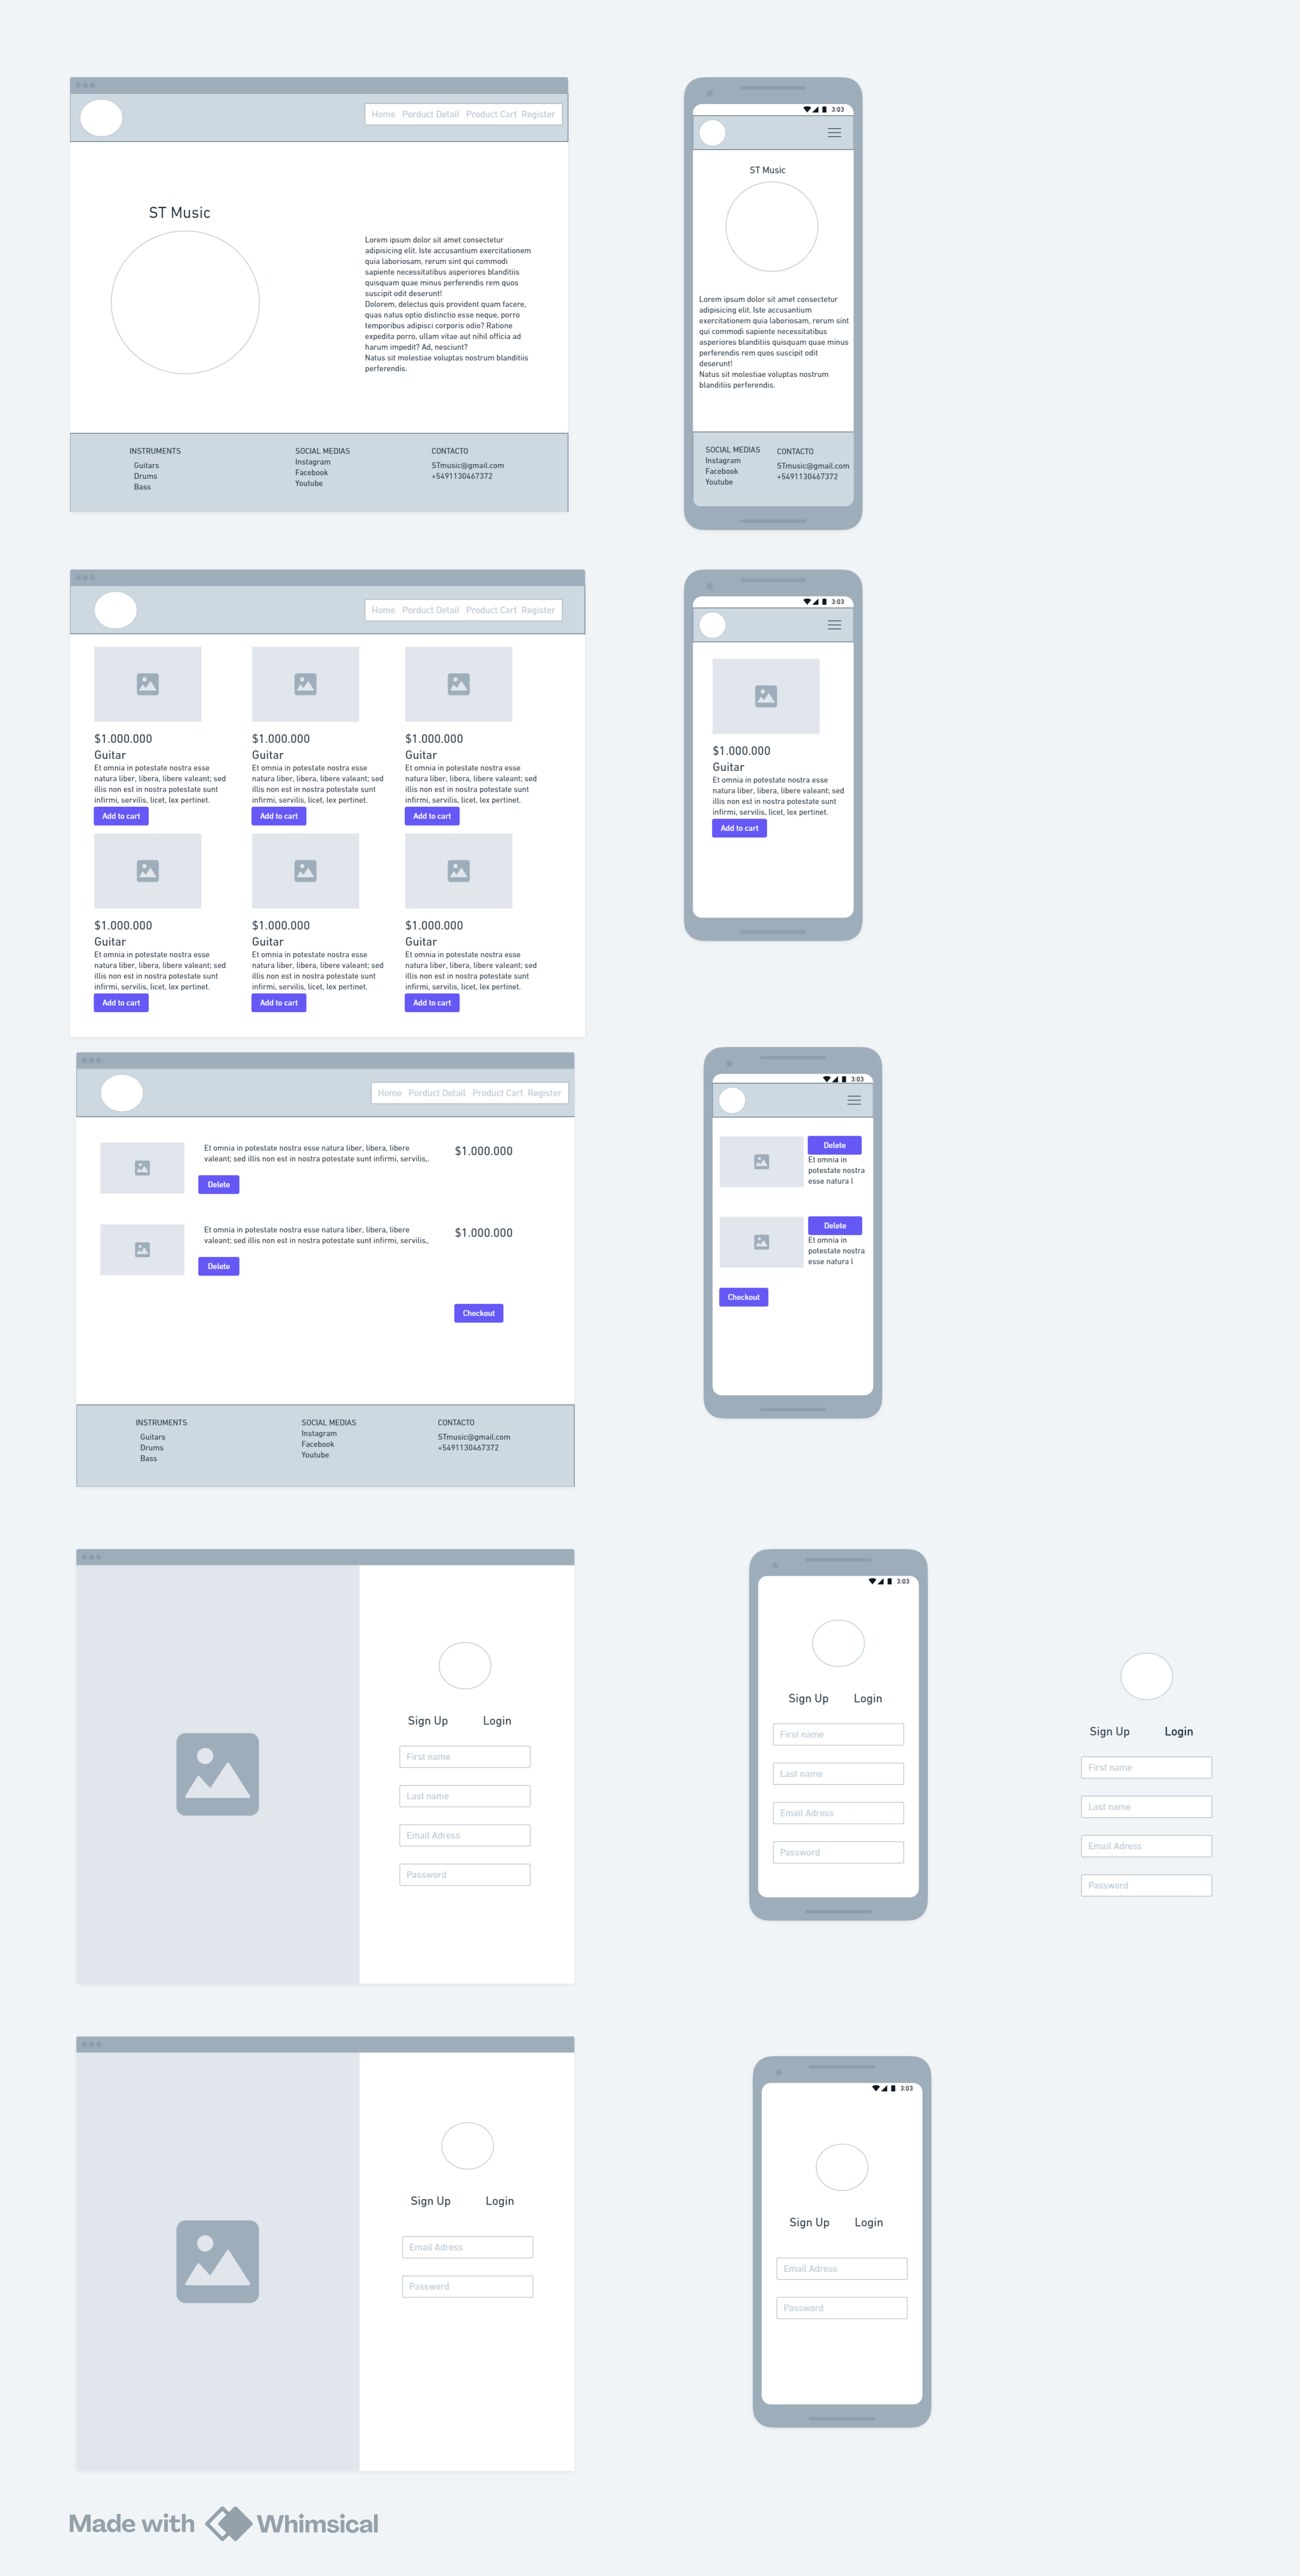 Home Porduct Detail Product Cart Register
ST Music
Lorem ipsum dolor sit amet consectetur
adipisicing elit. Iste accusantium exercitationem
quia laboriosam, rerum sint qui commodi
sapiente necessitatibus asperiores blanditiis
quisquam quae minus perferendis rem quos
suscipit odit deserunt!
Dolorem, delectus quis provident quam facere,
quas natus optio distinctio esse neque, porro
temporibus adipisci corporis odio? Ratione
expedita porro, ullam vitae aut nihil officia ad
harum impedit? Ad, nesciunt?
Natus sit molestiae voluptas nostrum blanditiis
perferendis.
INSTRUMENTS
Guitars
Drums
Bass
SOCIAL MEDIAS
Instagram
Facebook
Youtube
CONTACTO
STmusic@gmail.com
+5491130467372
3:03
ST Music
Lorem ipsum dolor sit amet consectetur
adipisicing elit. Iste accusantium
exercitationem quia laboriosam, rerum sint
qui commodi sapiente necessitatibus
asperiores blanditiis quisquam quae minus
perferendis rem quos suscipit odit
deserunt!
Natus sit molestiae voluptas nostrum
blanditiis perferendis.
SOCIAL MEDIAS
Instagram
Facebook
Youtube
CONTACTO
STmusic@gmail.com
+5491130467372
Home Porduct Detail Product Cart Register
$1.000.000
Guitar
Et omnia in potestate nostra esse
natura liber, libera, libere valeant; sed
illis non est in nostra potestate sunt
infirmi, servilis, licet, lex pertinet.
Add to cart
$1.000.000
Guitar
Et omnia in potestate nostra esse
natura liber, libera, libere valeant; sed
illis non est in nostra potestate sunt
infirmi, servilis, licet, lex pertinet.
Add to cart
$1.000.000
Guitar
Et omnia in potestate nostra esse
natura liber, libera, libere valeant; sed
illis non est in nostra potestate sunt
infirmi, servilis, licet, lex pertinet.
Add to cart
$1.000.000
Guitar
Et omnia in potestate nostra esse
natura liber, libera, libere valeant; sed
illis non est in nostra potestate sunt
infirmi, servilis, licet, lex pertinet.
Add to cart
$1.000.000
Guitar
Et omnia in potestate nostra esse
natura liber, libera, libere valeant; sed
illis non est in nostra potestate sunt
infirmi, servilis, licet, lex pertinet.
Add to cart
$1.000.000
Guitar
Et omnia in potestate nostra esse
natura liber, libera, libere valeant; sed
illis non est in nostra potestate sunt
infirmi, servilis, licet, lex pertinet.
Add to cart
3:03
$1.000.000
Guitar
Et omnia in potestate nostra esse
natura liber, libera, libere valeant; sed
illis non est in nostra potestate sunt
infirmi, servilis, licet, lex pertinet.
Add to cart
Home Porduct Detail Product Cart Register
Et omnia in potestate nostra esse natura liber, libera, libere
valeant; sed illis non est in nostra potestate sunt infirmi, servilis,.
$1.000.000
Delete
Et omnia in potestate nostra esse natura liber, libera, libere
valeant; sed illis non est in nostra potestate sunt infirmi, servilis,.
$1.000.000
Delete
Checkout
INSTRUMENTS
Guitars
Drums
Bass
SOCIAL MEDIAS
Instagram
Facebook
Youtube
CONTACTO
STmusic@gmail.com
+5491130467372
3:03
Delete
Et omnia in
potestate nostra
esse natura l
Delete
Et omnia in
potestate nostra
esse natura l
Checkout
Sign Up Login
First name
Last name
Email Adress
Password
3:03
Sign Up Login
First name
Last name
Email Adress
Password
Sign Up Login
First name
Last name
Email Adress
Password
Sign Up Login
Email Adress
Password
3:03
Sign Up Login
Email Adress
Password
Made with Whimsical